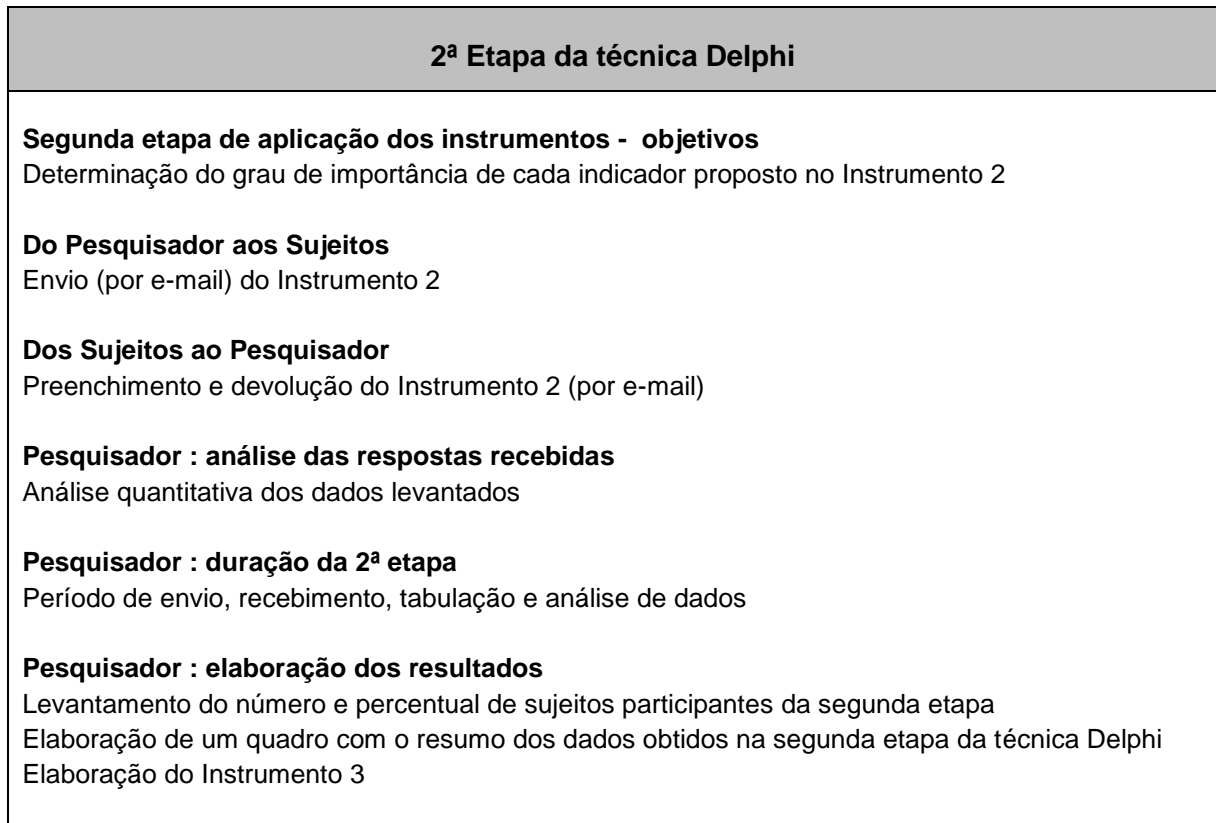 2ª Etapa da técnica Delphi
Segunda etapa de aplicação dos instrumentos - objetivos
Determinação do grau de importância de cada indicador proposto no Instrumento 2
Do Pesquisador aos Sujeitos
Envio (por e-mail) do Instrumento 2
Dos Sujeitos ao Pesquisador
Preenchimento e devolução do Instrumento 2 (por e-mail)
Pesquisador : análise das respostas recebidas
Análise quantitativa dos dados levantados
Pesquisador : duração da 2ª etapa
Período de envio, recebimento, tabulação e análise de dados
Pesquisador : elaboração dos resultados
Levantamento do número e percentual de sujeitos participantes da segunda etapa
Elaboração de um quadro com o resumo dos dados obtidos na segunda etapa da técnica Delphi
Elaboração do Instrumento 3